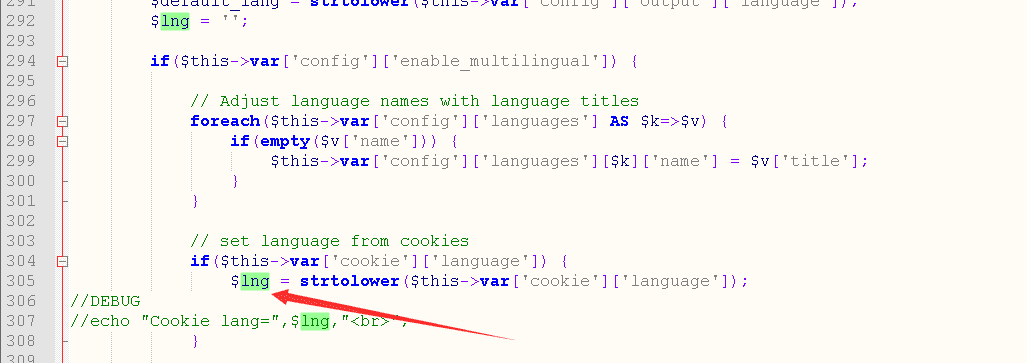 291 $default_lang = strtolower($this->var['config']['output']['language']);
292 $lng = '';
293
294 if($this->var['config']['enable_multilingual']) {
295
296 // Adjust language names with language titles
297 foreach($this->var['config']['languages'] AS $k=>$v) {
298 if(empty($v['name'])) {
299 $this->var['config']['languages'][$k]['name'] = $v['title'];
300 }
301 }
302
303 // set language from cookies
304 if($this->var['cookie']['language']) {
305 $lng = strtolower($this->var['cookie']['language']);
306 //DEBUG
307 //echo "Cookie lang=",$lng,"<br>";
308 }
309